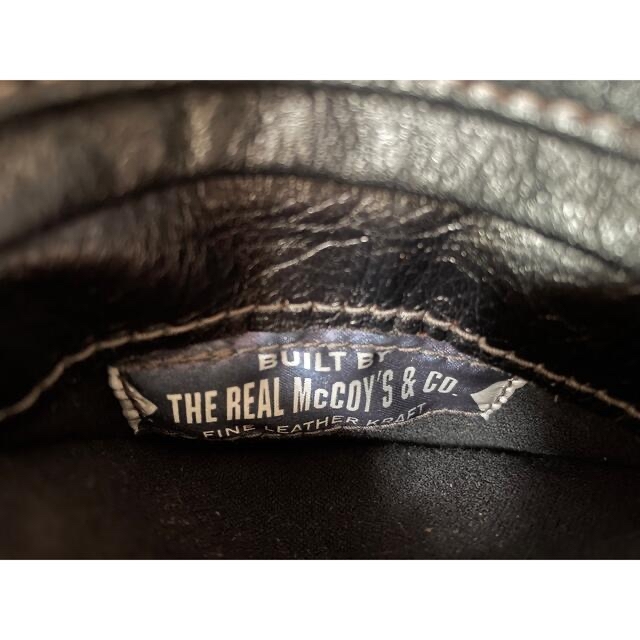 BUILT BY
THE REAL McCOY'S & CO.
FINE LEATHER KRAFT